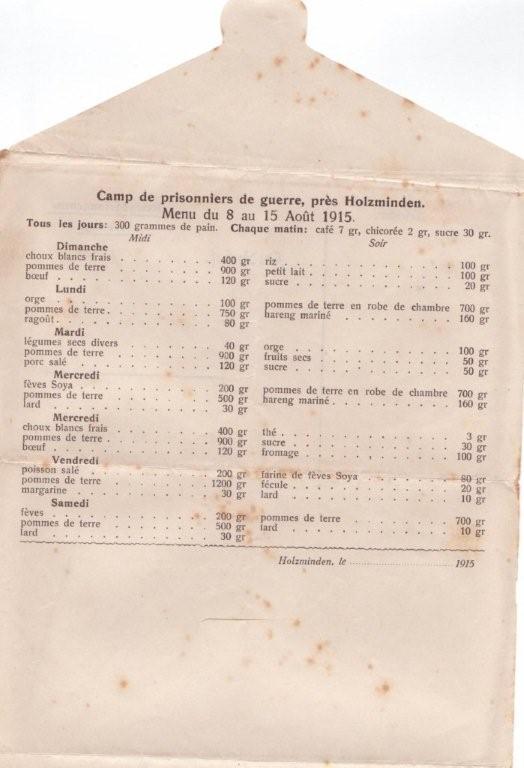 Camp de prisonniers de guerre, près Holzminden.
Menu du 8 au 15 Août 1915.
Tous les jours: 300 grammes de pain. Chaque matin: café 7 gr, chicorée 2 gr, sucre 30 gr.
Midi
Soir
Dimanche
choux blancs frais 400 gr
pommes de terre 900 gr
bœuf 120 gr
riz 100 gr
petit lait 100 gr
sucre 20 gr
Lundi
orge 100 gr
pommes de terre 750 gr
ragoût 80 gr
pommes de terre en robe de chambre 700 gr
hareng mariné 160 gr
Mardi
légumes secs divers 40 gr
pommes de terre 900 gr
porc salé 120 gr
orge 100 gr
fruits secs 50 gr
sucre 50 gr
Mercredi
fèves Soya 200 gr
pommes de terre 500 gr
lard 30 gr
pommes de terre en robe de chambre 700 gr
hareng mariné 160 gr
Mercredi
choux blancs frais 400 gr
pommes de terre 900 gr
bœuf 120 gr
thé 3 gr
sucre 30 gr
fromage 100 gr
Vendredi
poisson salé 200 gr
pommes de terre 1200 gr
margarine 30 gr
farine de fèves Soya 80 gr
fécule 20 gr
lard 10 gr
Samedi
fèves 200 gr
pommes de terre 500 gr
lard 30 gr
pommes de terre 700 gr
lard 10 gr
Holzminden, le ........ 1915